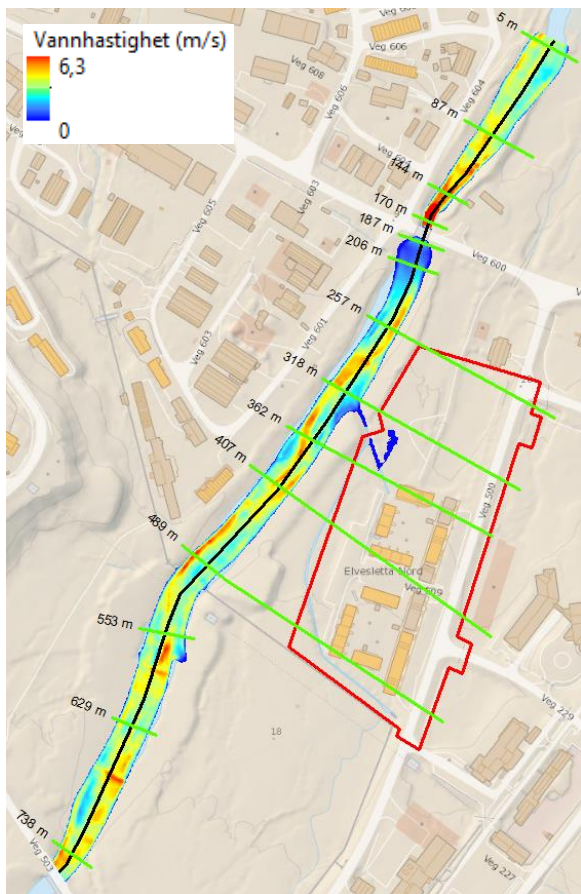 Vannhastighet (m/s)
6,3
0
5 m
Veg 606
Veg 608
Veg 606
Veg 604
87 m
144 m
Veg 603
170 m
Veg 605
187 m
206 m
Veg 600
257 m
Veg 601
Veg 603
318 m
362 m
407 m
Veg 500
489 m
Elvesletta Nord
Veg 609
553 m
Veg 229
629 m
18
738 m
Veg 503
Veg 227